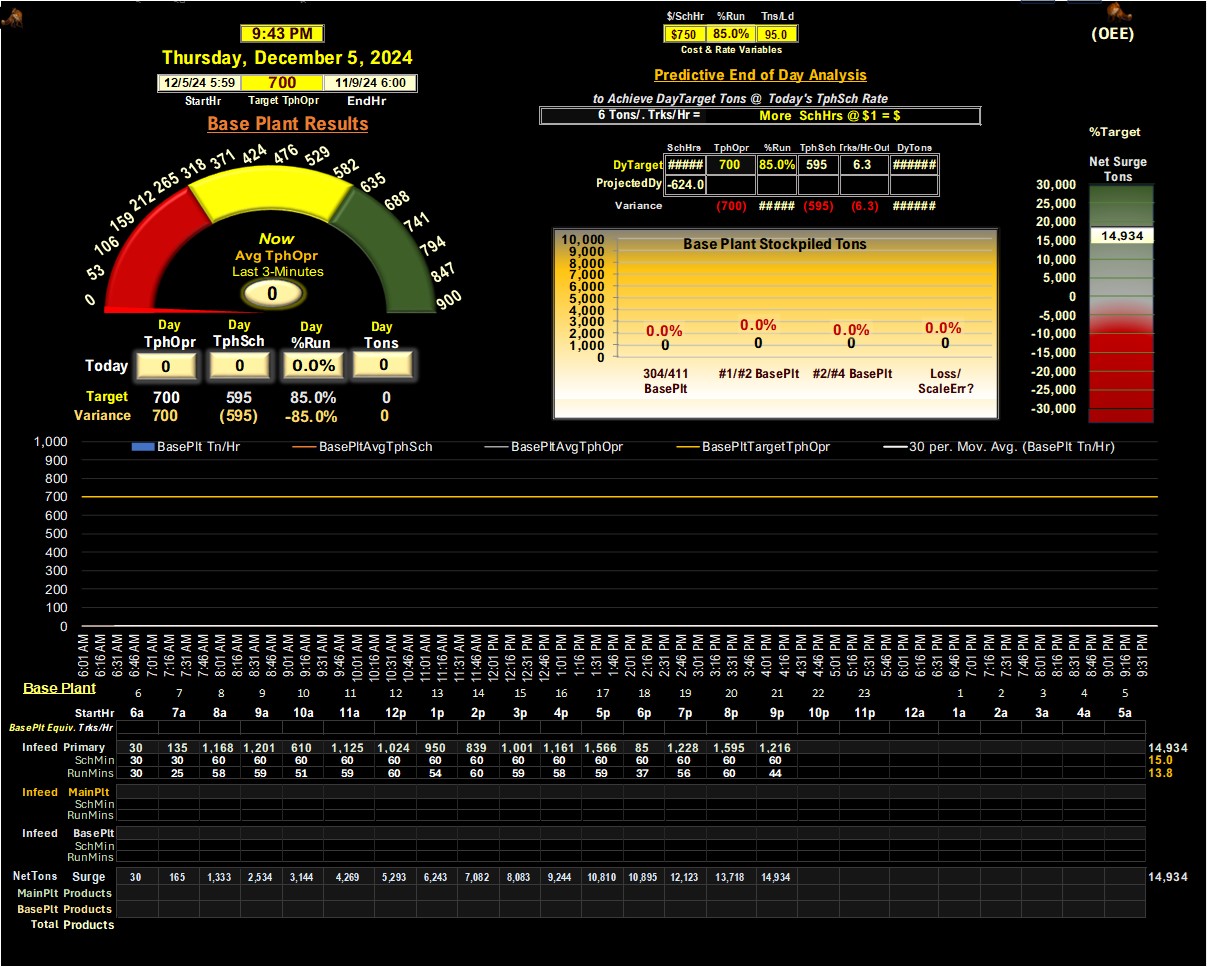 9:43 PM
Thursday, December 5, 2024
12/5/24 5:59 700 11/9/24 6:00
StartHr Target TphOpr EndHr
Base Plant Results
0 53 106 159 212 265 318 371 424 476 529 582 635 688 741 794 847 900
Now
Avg TphOpr
Last 3-Minutes
0
Day Day Day Day
TphOpr TphSch %Run Tons
Today 0 0 0.0% 0
Target 700 595 85.0% 0
Variance 700 (595) -85.0% 0
$/SchHr %Run Tns/Ld
$750 85.0% 95.0
Cost & Rate Variables
Predictive End of Day Analysis
to Achieve DayTarget Tons @ Today's TphSch Rate
6 Tons/. Trks/Hr = More SchHrs @ $1 = $
SchHrs TphOpr %Run TphSch Trks/Hr-Out DyTons
DyTarget ##### 700 85.0% 595 6.3 ######
ProjectedDy -624.0
Variance (700) ##### (595) (6.3) ######
Base Plant Stockpiled Tons
10,000
9,000
8,000
7,000
6,000
5,000
4,000
3,000
2,000
1,000
0
0.0% 0.0% 0.0% 0.0%
0 0 0 0
304/411 BasePlt #1/#2 BasePlt #2/#4 BasePlt Loss/ ScaleErr?
(OEE)
%Target
Net Surge
Tons
30,000
25,000
20,000
14,934
15,000
10,000
5,000
0
-5,000
-10,000
-15,000
-20,000
-25,000
-30,000
BasePlt Tn/Hr BasePltAvgTphSch BasePltAvgTphOpr BasePltTargetTphOpr 30 per. Mov. Avg. (BasePlt Tn/Hr)
1,000
900
800
700
600
500
400
300
200
100
0
6:01 AM 6:16 AM 6:31 AM 6:46 AM 7:01 AM 7:16 AM 7:31 AM 7:46 AM 8:01 AM 8:16 AM 8:31 AM 8:46 AM 9:01 AM 9:16 AM 9:31 AM 9:46 AM 10:01 AM 10:16 AM 10:31 AM 10:46 AM 11:01 AM 11:16 AM 11:31 AM 11:46 AM 12:01 PM 12:16 PM 12:31 PM 12:46 PM 1:01 PM 1:16 PM 1:31 PM 1:46 PM 2:01 PM 2:16 PM 2:31 PM 2:46 PM 3:01 PM 3:16 PM 3:31 PM 3:46 PM 4:01 PM 4:16 PM 4:31 PM 4:46 PM 5:01 PM 5:16 PM 5:31 PM 5:46 PM 6:01 PM 6:16 PM 6:31 PM 6:46 PM 7:01 PM 7:16 PM 7:31 PM 7:46 PM 8:01 PM 8:16 PM 8:31 PM 8:46 PM 9:01 PM 9:16 PM 9:31 PM
Base Plant 6 7 8 9 10 11 12 13 14 15 16 17 18 19 20 21 22 23 1 2 3 4 5
StartHr 6a 7a 8a 9a 10a 11a 12p 1p 2p 3p 4p 5p 6p 7p 8p 9p 10p 11p 12a 1a 2a 3a 4a 5a
BasePlt Equiv. Trks/Hr
Infeed Primary 30 135 1,168 1,201 610 1,125 1,024 950 839 1,001 1,161 1,566 85 1,228 1,595 1,216 14,934
SchMin 30 30 60 60 60 60 60 60 60 60 60 60 60 60 60 60 15.0
RunMins 30 25 58 59 51 59 60 54 60 59 58 59 37 56 60 44 13.8
Infeed MainPlt
SchMin
RunMins
Infeed BasePlt
SchMin
RunMins
NetTons Surge 30 165 1,333 2,534 3,144 4,269 5,293 6,243 7,082 8,083 9,244 10,810 10,895 12,123 13,718 14,934 14,934
MainPlt Products
BasePlt Products
Total Products